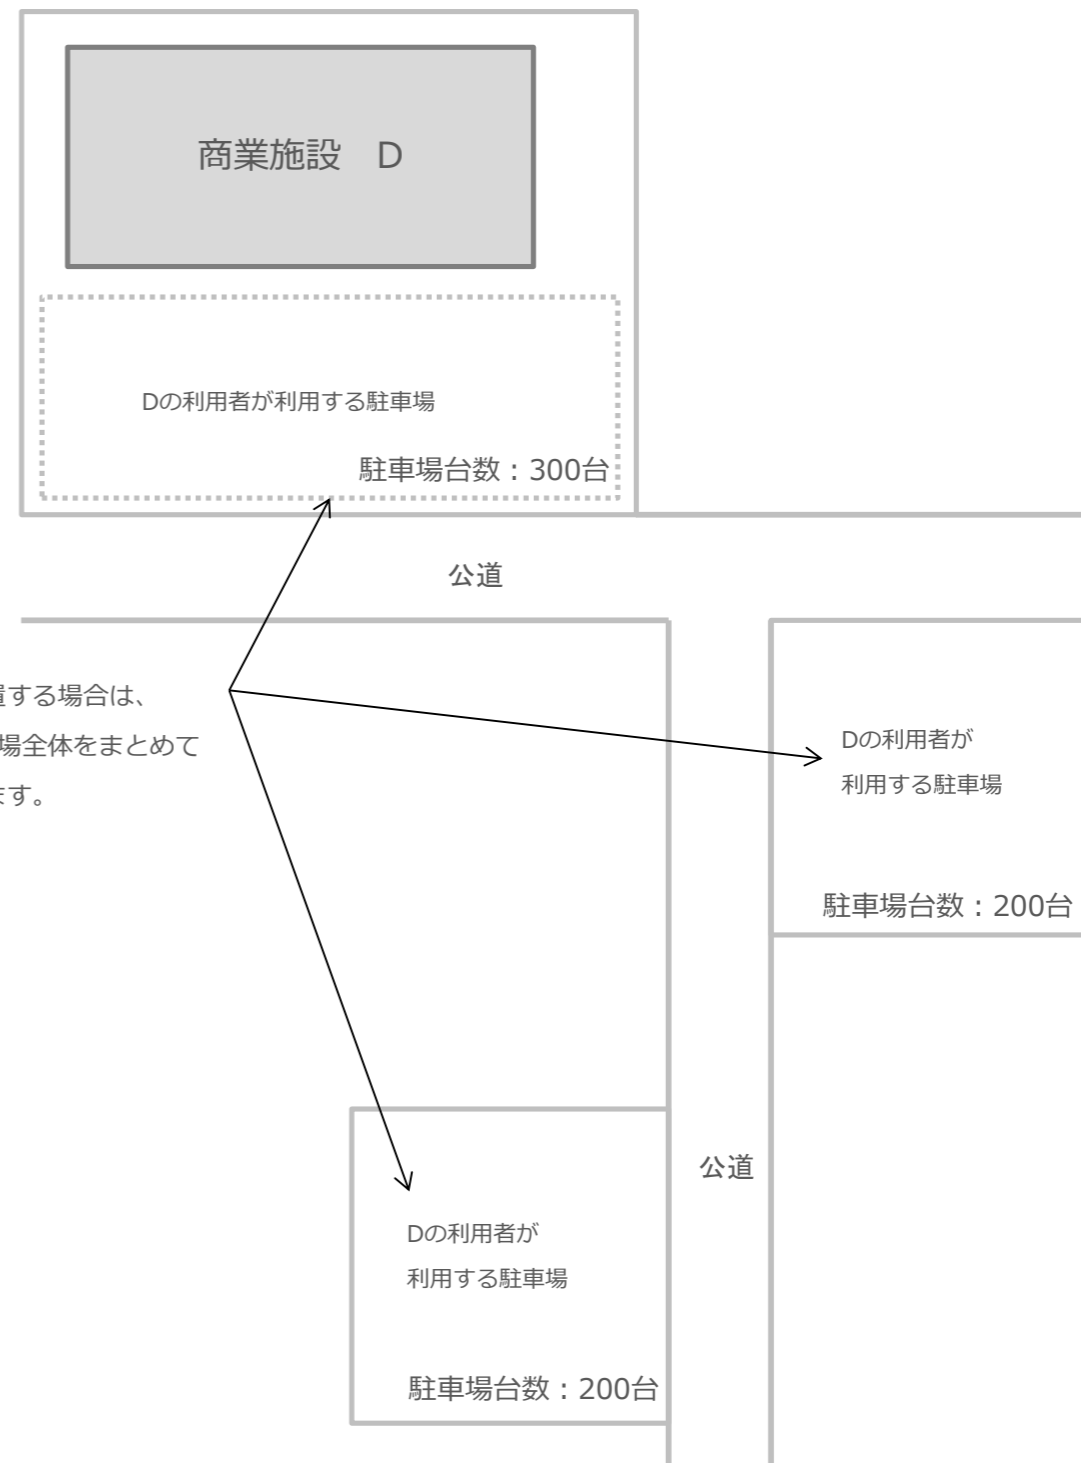 商業施設　D
Dの利用者が利用する駐車場
駐車場台数：300台
公道
置する場合は、
場全体をまとめて
ます。
Dの利用者が
利用する駐車場
駐車場台数：200台
公道
Dの利用者が
利用する駐車場
駐車場台数：200台